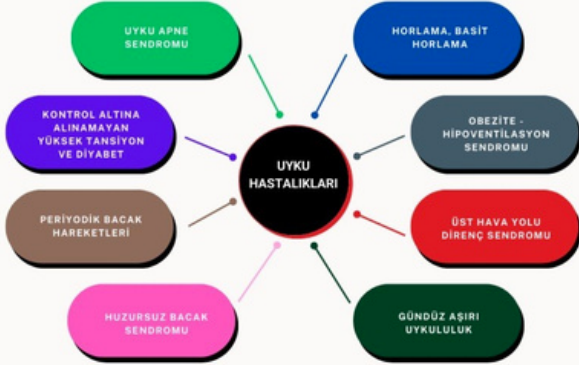 UYKU APNE
SENDROMU
HORLAMA, BASİT
HORLAMA
KONTROL ALTINA
ALINAMAYAN
YÜKSEK TANSİYON
VE DİYABET
OBEZİTE -
HİPOVENTİLASYON
SENDROMU
UYKU
HASTALIKLARI
PERİYODİK BACAK
HAREKETLERİ
ÜST HAVA YOLU
DİRENÇ SENDROMU
HUZURSUZ BACAK
SENDROMU
GÜNDÜZ AŞIRI
UYKULULUK